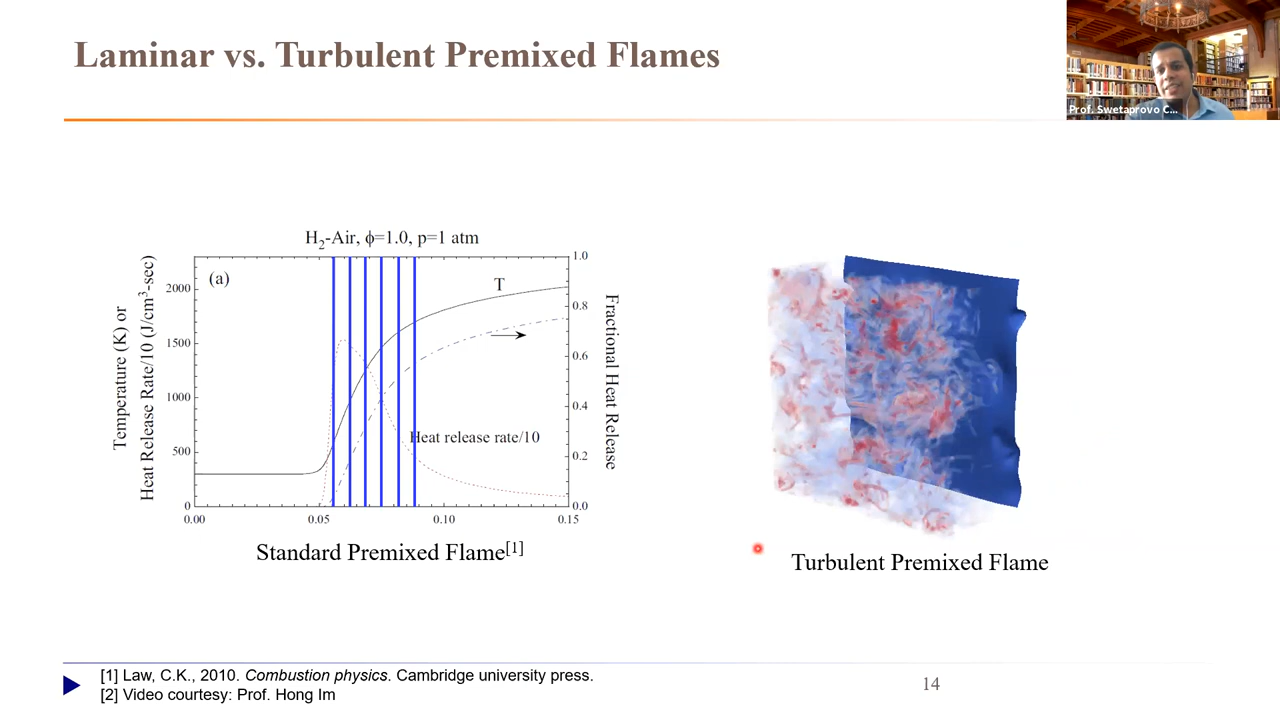 Laminar vs. Turbulent Premixed Flames
Prof. Swetaprovo C...
H2-Air, ϕ=1.0, p=1 atm
(a)
T
Heat release rate/10
Temperature (K) or
Heat Release Rate/10 (J/cm³-sec)
2000
1500
1000
500
0
1.0
0.8
0.6
0.4
0.2
0.0
Fractional Heat Release
0.00 0.05 0.10 0.15
Standard Premixed Flame[1]
Turbulent Premixed Flame
[1] Law, C.K., 2010. Combustion physics. Cambridge university press.
[2] Video courtesy: Prof. Hong Im
14